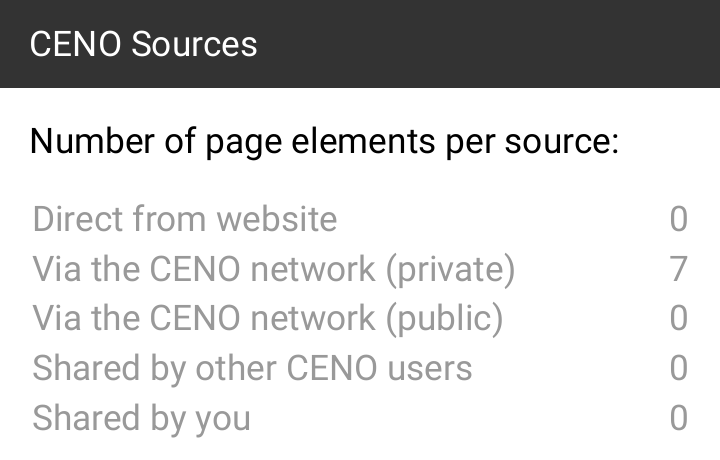 CENO Sources
Number of page elements per source:
Direct from website 0
Via the CENO network (private) 7
Via the CENO network (public) 0
Shared by other CENO users 0
Shared by you 0